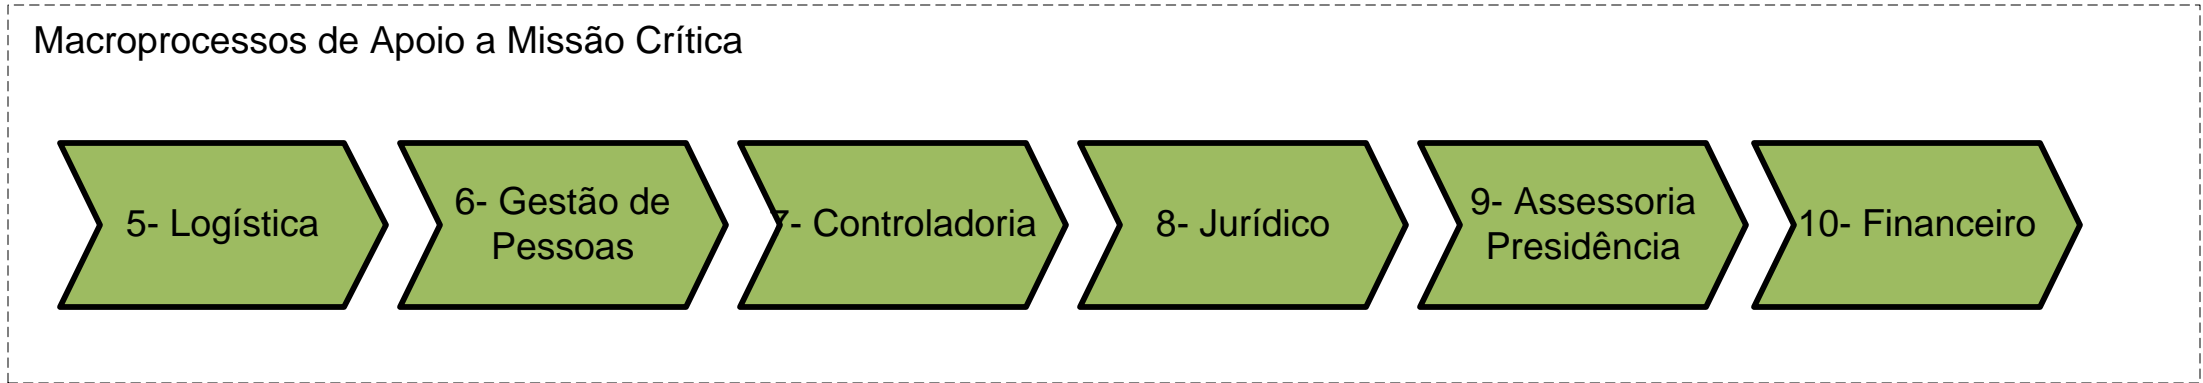 Macroprocessos de Apoio a Missão Crítica
5- Logística
6- Gestão de
Pessoas
7- Controladoria
8- Jurídico
9- Assessoria
Presidência
10- Financeiro